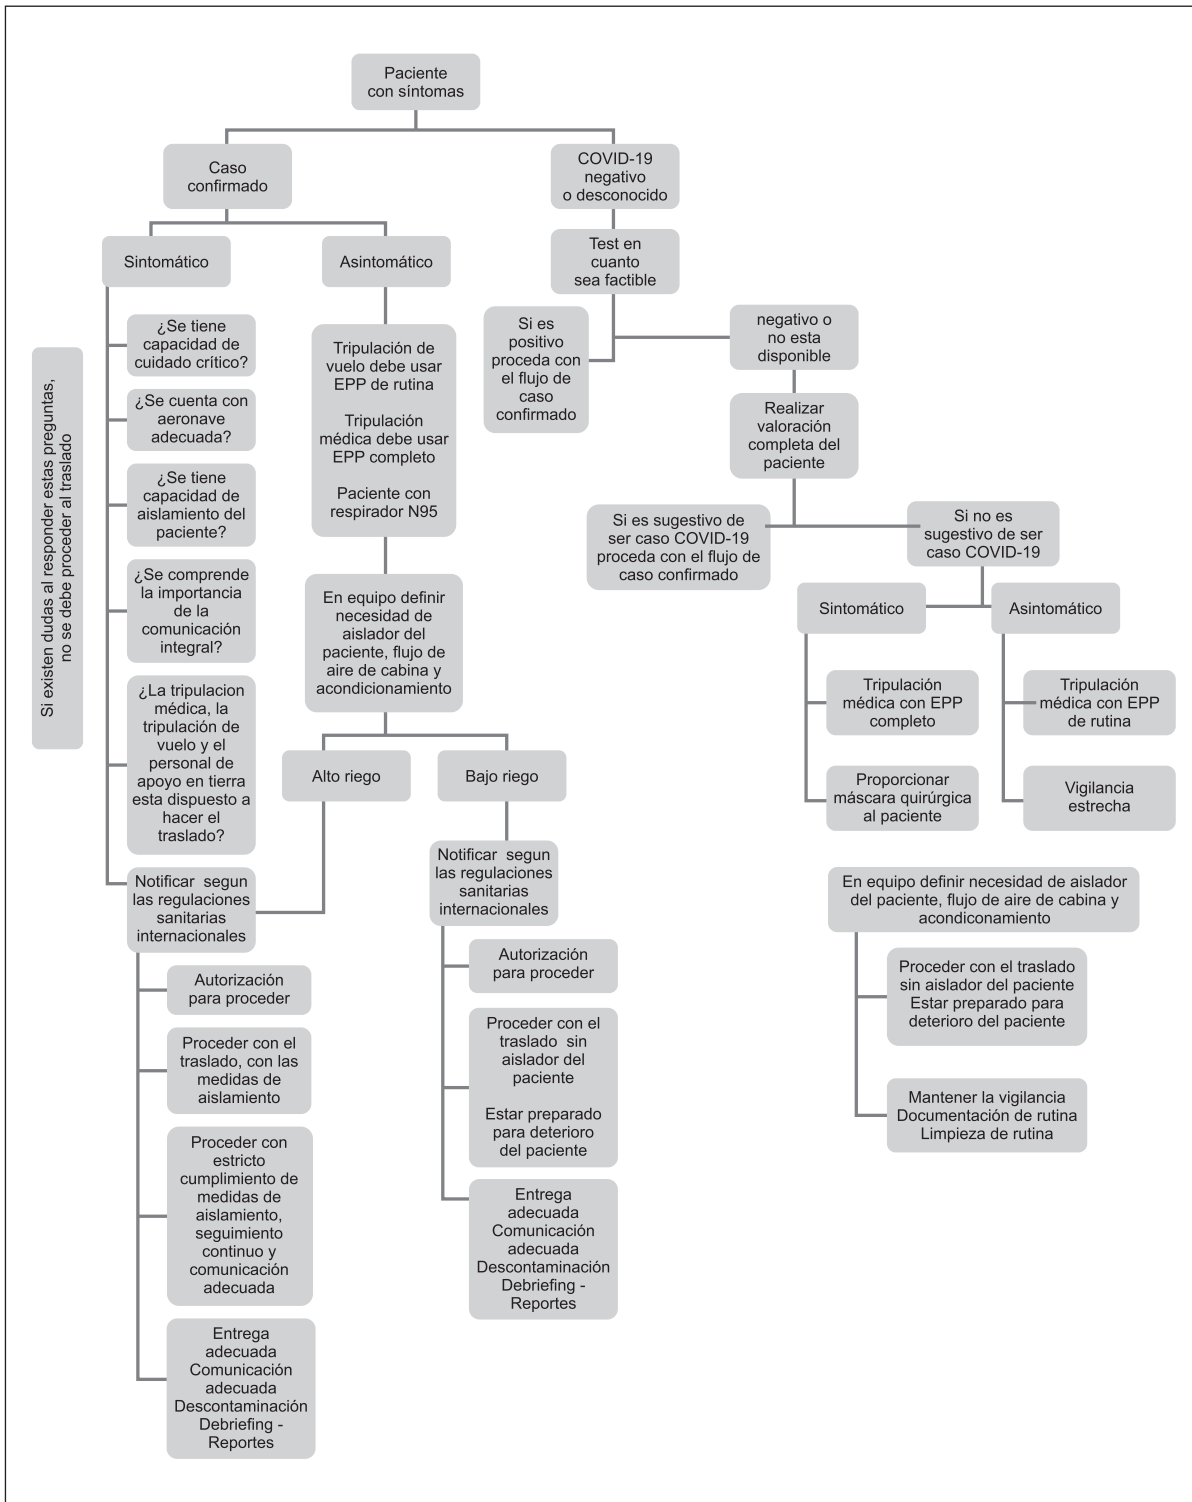 Paciente
con síntomas
Caso
confirmado
COVID-19
negativo
o desconocido
Sintomático
Asintomático
Test en
cuanto
sea factible
Si existen dudas al responder estas preguntas,
no se debe proceder al traslado
¿Se tiene
capacidad de
cuidado crítico?
¿Se cuenta con
aeronave
adecuada?
¿Se tiene
capacidad de
aislamiento del
paciente?
¿Se comprende
la importancia
de la
comunicación
integral?
¿La tripulacion
médica, la
tripulación de
vuelo y el
personal de
apoyo en tierra
esta dispuesto a
hacer el
traslado?
Notificar segun
las regulaciones
sanitarias
internacionales
Autorización
para proceder
Proceder con el
traslado, con las
medidas de
aislamiento
Proceder con
estricto
cumplimiento de
medidas de
aislamiento,
seguimiento
continuo y
comunicación
adecuada
Entrega
adecuada
Comunicación
adecuada
Descontaminación
Debriefing -
Reportes
Tripulación de
vuelo debe usar
EPP de rutina
Tripulación
médica debe usar
EPP completo
Paciente con
respirador N95
En equipo definir
necesidad de
aislador del
paciente, flujo de
aire de cabina y
acondicionamiento
Alto riego
Bajo riego
Notificar segun
las regulaciones
sanitarias
internacionales
Autorización
para proceder
Proceder con el
traslado sin
aislador del
paciente
Estar preparado
para deterioro
del paciente
Entrega
adecuada
Comunicación
adecuada
Descontaminación
Debriefing -
Reportes
Si es
positivo
proceda con
el flujo de
caso
confirmado
negativo o
no esta
disponible
Realizar
valoración
completa del
paciente
Si es sugestivo de
ser caso COVID-19
proceda con el flujo de
caso confirmado
Si no es
sugestivo de ser
caso COVID-19
Sintomático
Asintomático
Tripulación
médica con EPP
completo
Proporcionar
máscara quirúrgica
al paciente
Tripulación
médica con EPP
de rutina
Vigilancia
estrecha
En equipo definir necesidad de aislador
del paciente, flujo de aire de cabina y
acondiconamiento
Proceder con el traslado
sin aislador del paciente
Estar preparado para
deterioro del paciente
Mantener la vigilancia
Documentación de rutina
Limpieza de rutina